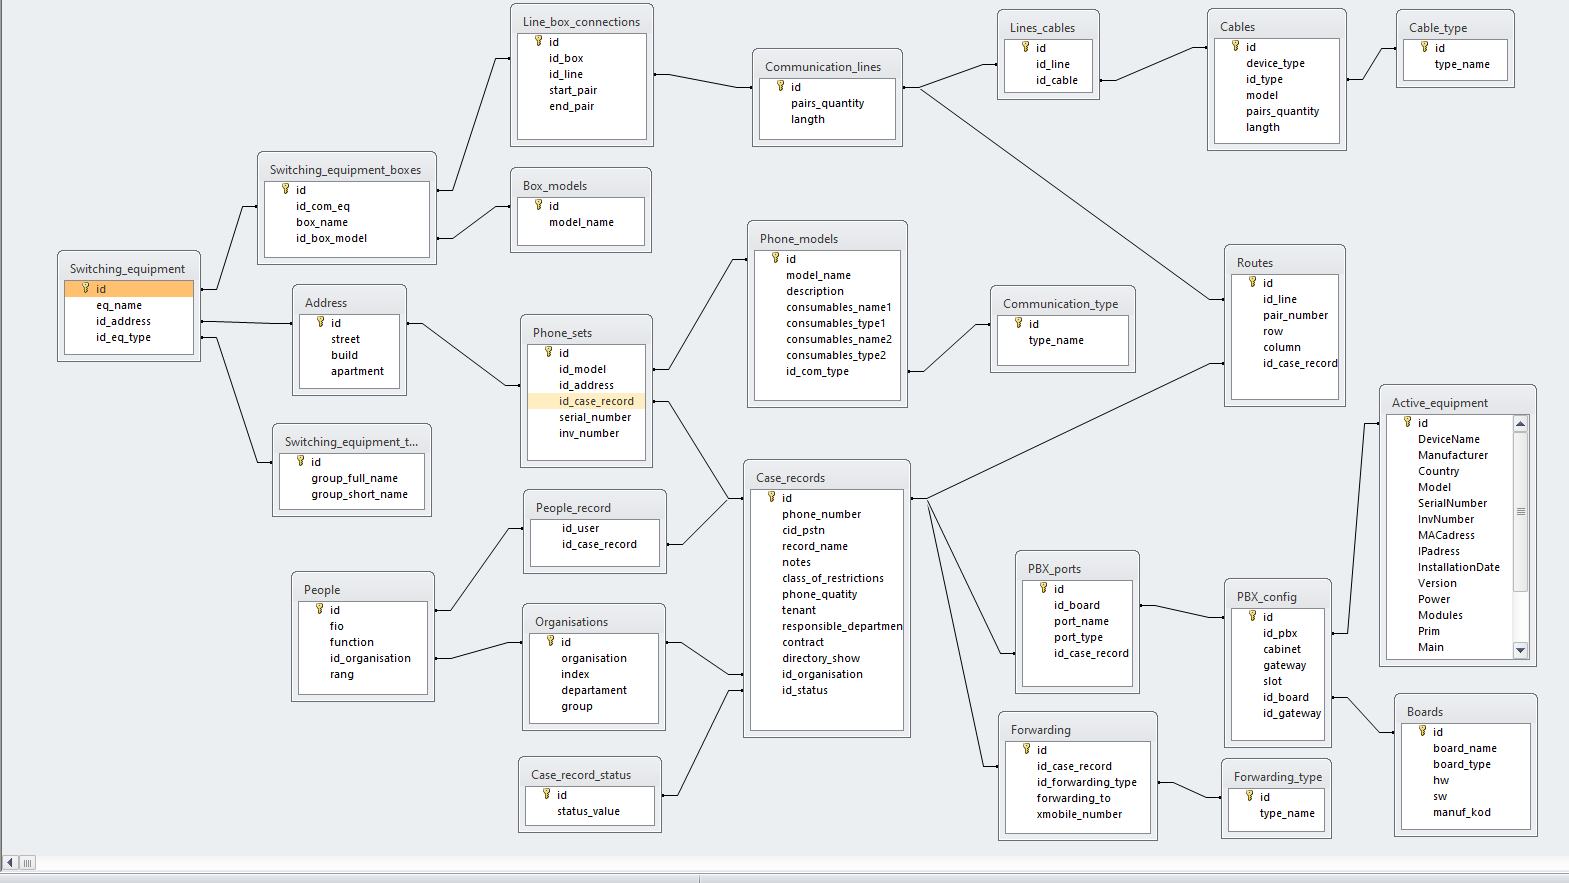 Line_box_connections
id
id_box
id_line
start_pair
end_pair
Communication_lines
id
pairs_quantity
langth
Lines_cables
id
id_line
id_cable
Cables
id
device_type
id_type
model
pairs_quantity
langth
Cable_type
id
type_name
Switching_equipment_boxes
id
id_com_eq
box_name
id_box_model
Box_models
id
model_name
Switching_equipment
id
eq_name
id_address
id_eq_type
Address
id
street
build
apartment
Phone_sets
id
id_model
id_address
id_case_record
serial_number
inv_number
Phone_models
id
model_name
description
consumables_name1
consumables_type1
consumables_name2
consumables_type2
id_com_type
Communication_type
id
type_name
Routes
id
id_line
pair_number
row
column
id_case_record
Switching_equipment_t...
id
group_full_name
group_short_name
People_record
id_user
id_case_record
Case_records
id
phone_number
cid_pstn
record_name
notes
class_of_restrictions
phone_quatity
tenant
responsible_departmen
contract
directory_show
id_organisation
id_status
Active_equipment
id
DeviceName
Manufacturer
Country
Model
SerialNumber
InvNumber
MACadress
IPadress
InstallationDate
Version
Power
Modules
Prim
Main
People
id
fio
function
id_organisation
rang
Organisations
id
organisation
index
departament
group
PBX_ports
id
id_board
port_name
port_type
id_case_record
PBX_config
id
id_pbx
cabinet
gateway
slot
id_board
id_gateway
Case_record_status
id
status_value
Forwarding
id
id_case_record
id_forwarding_type
forwarding_to
xmobile_number
Forwarding_type
id
type_name
Boards
id
board_name
board_type
hw
sw
manuf_kod